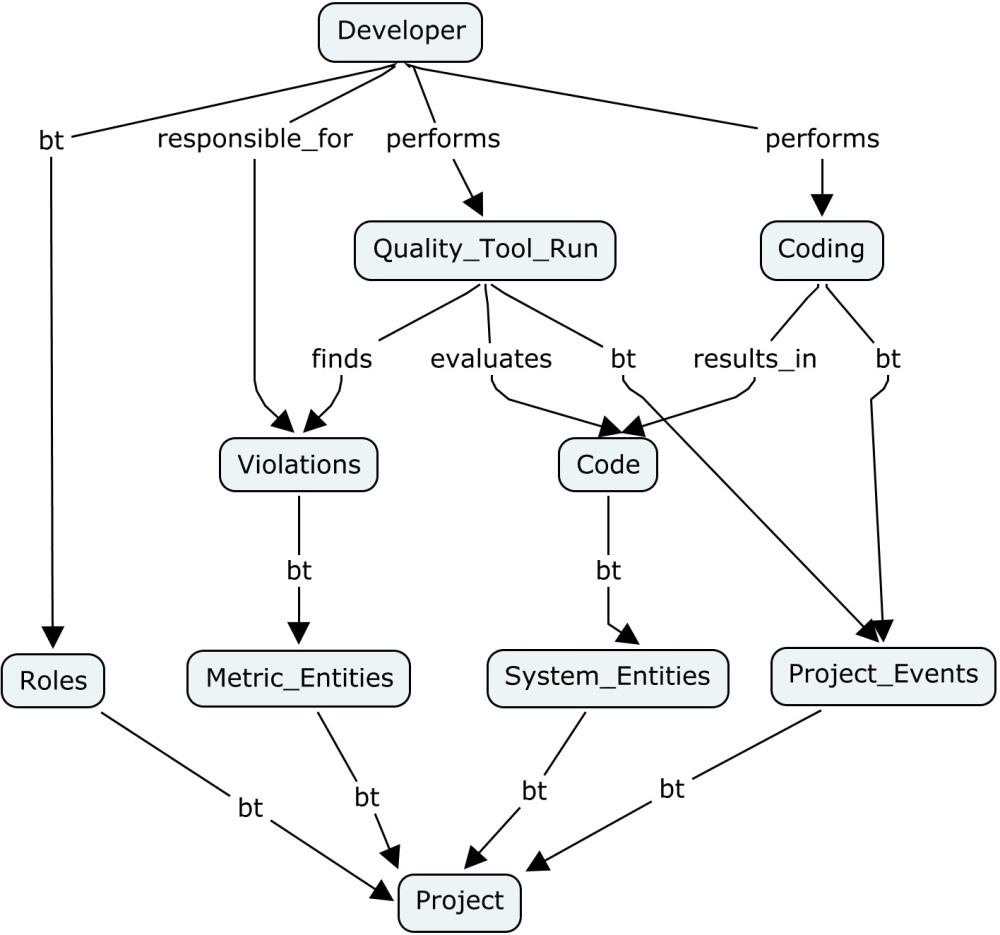 Developer
bt
responsible_for
performs
performs
Quality_Tool_Run
Coding
finds
evaluates
bt
results_in
bt
Violations
Code
bt
bt
Roles
Metric_Entities
System_Entities
Project_Events
bt
bt
bt
bt
Project